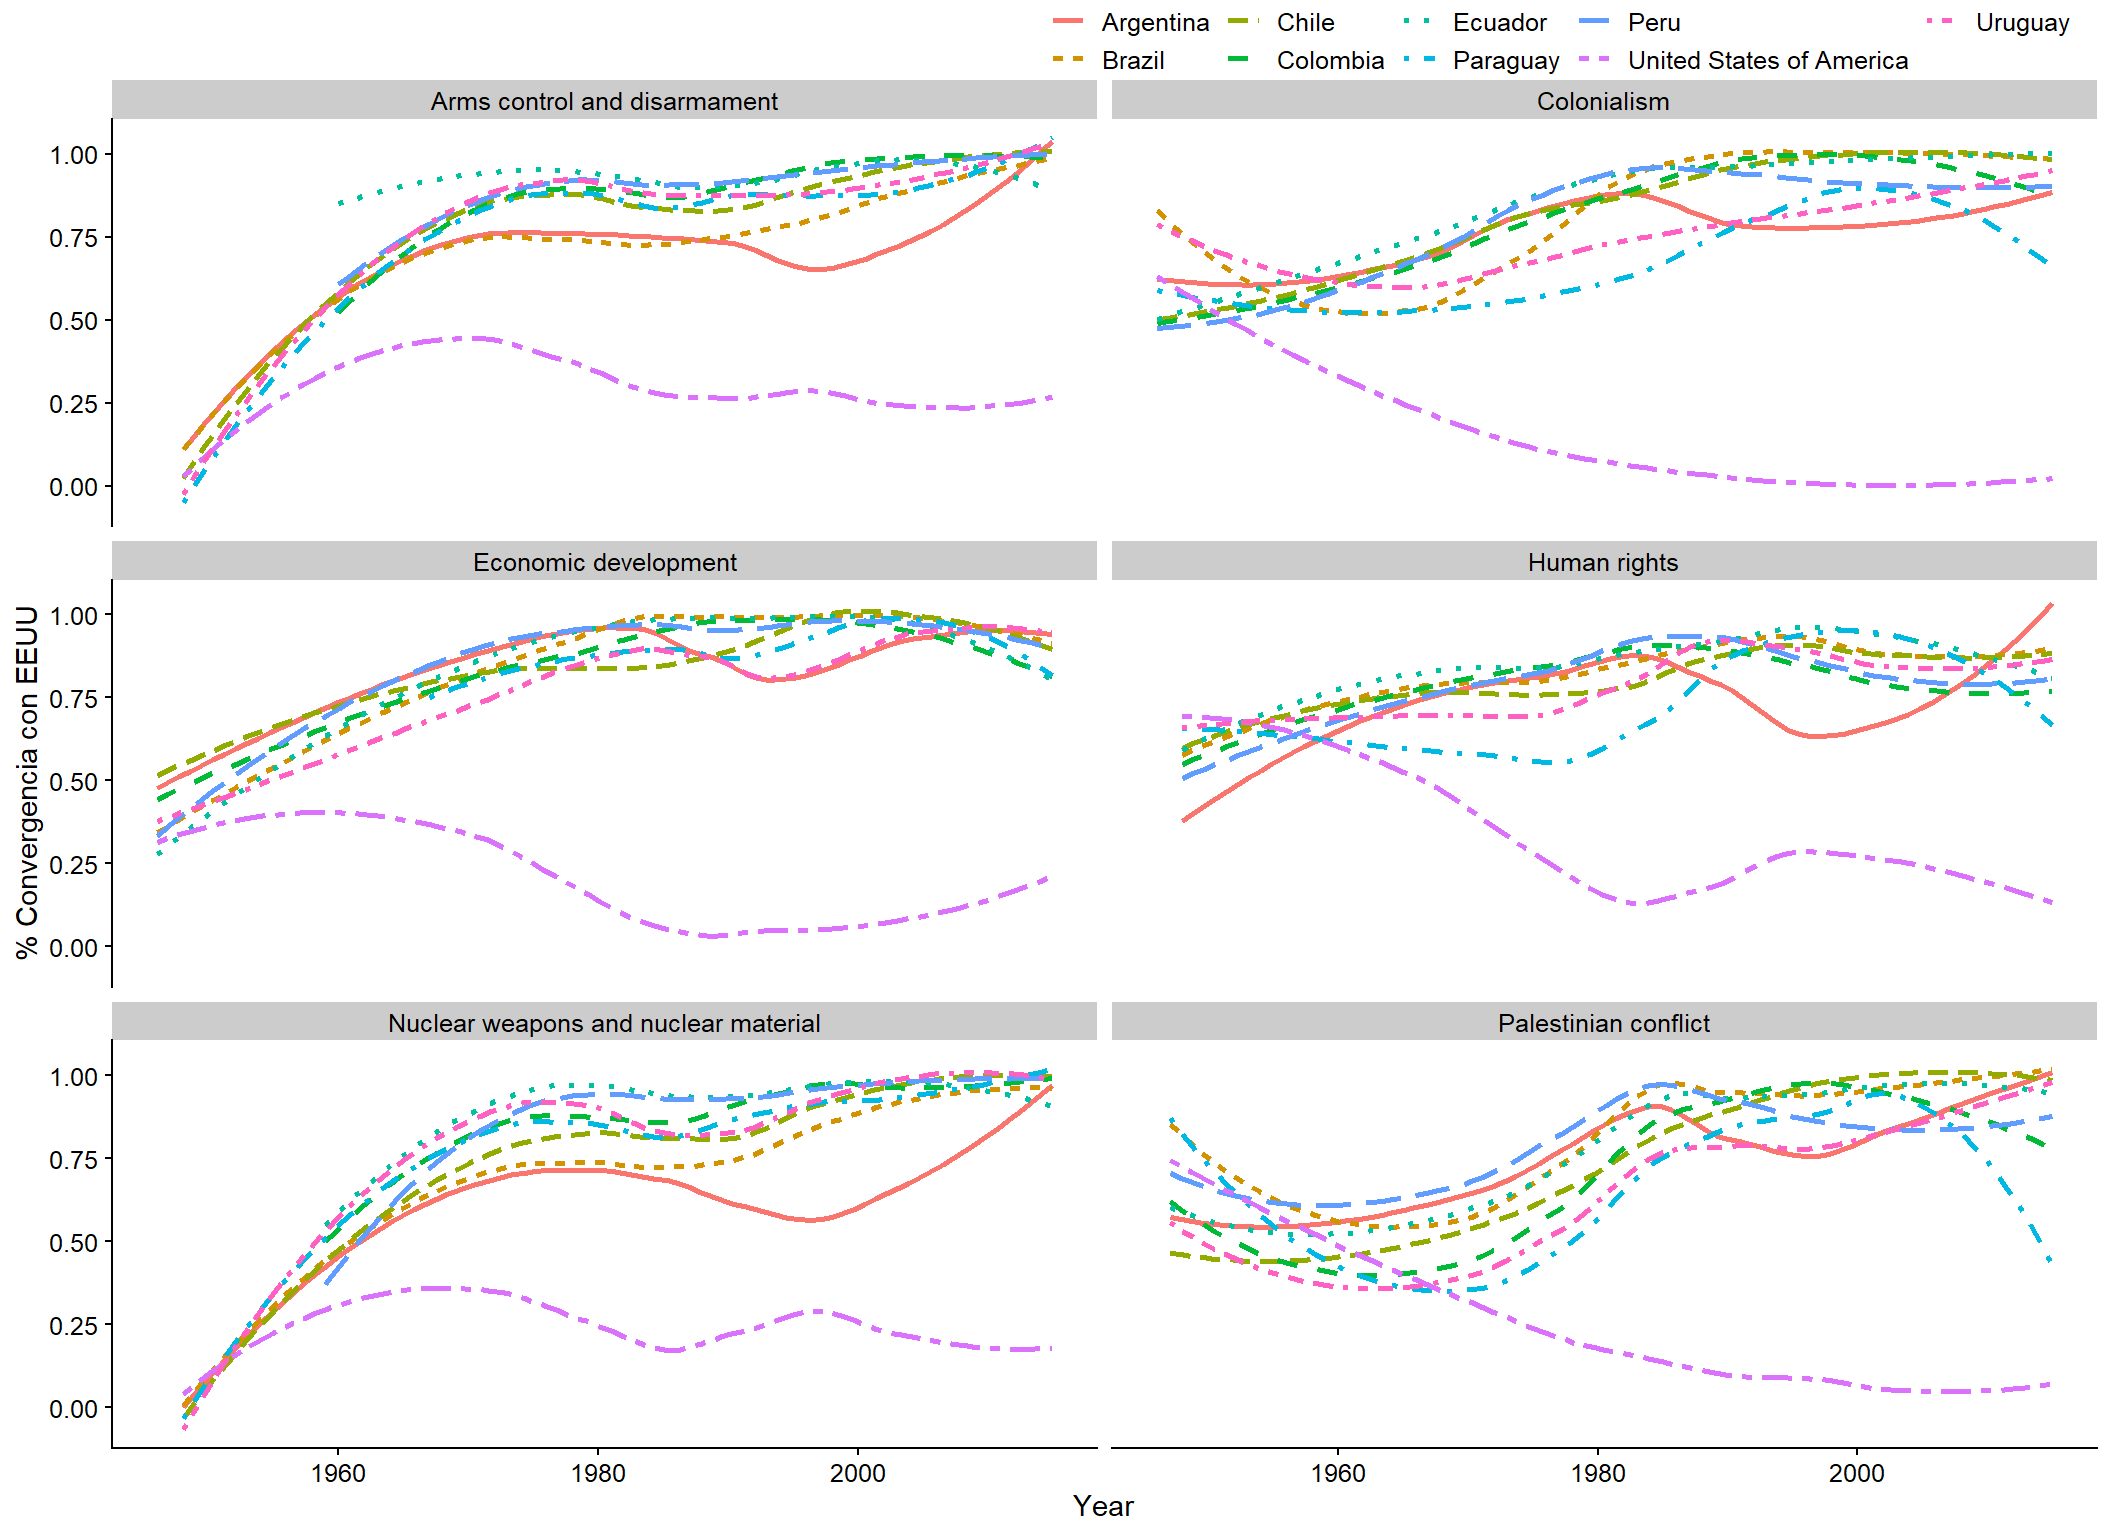 Argentina Chile Ecuador Peru Uruguay
Brazil Colombia Paraguay United States of America
Arms control and disarmament Colonialism
1.00
0.75
0.50
0.25
0.00
Economic development Human rights
1.00
0.75
0.50
0.25
0.00
% Convergencia con EEUU
Nuclear weapons and nuclear material Palestinian conflict
1.00
0.75
0.50
0.25
0.00
1960 1980 2000 1960 1980 2000
Year